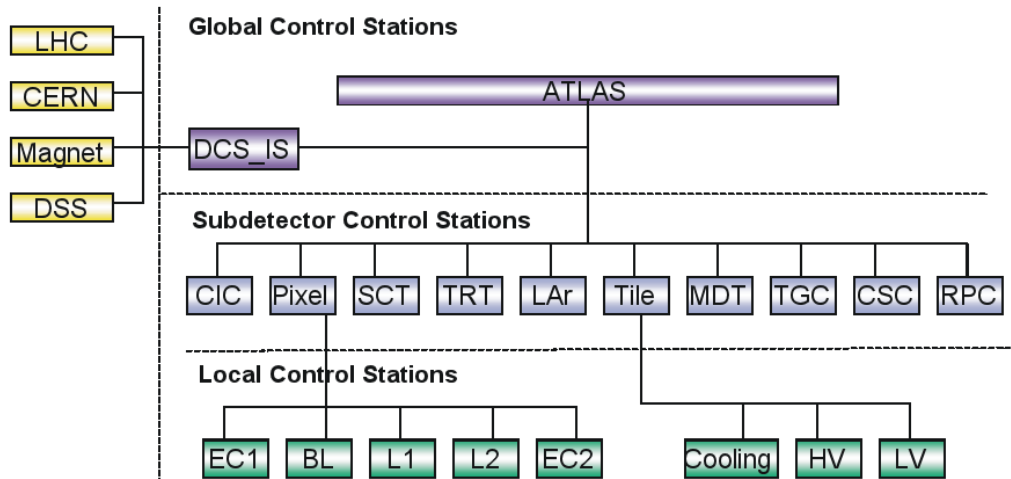 LHC
CERN
Magnet
DSS
Global Control Stations
ATLAS
DCS_IS
Subdetector Control Stations
CIC Pixel SCT TRT LAr Tile MDT TGC CSC RPC
Local Control Stations
EC1 BL L1 L2 EC2 Cooling HV LV